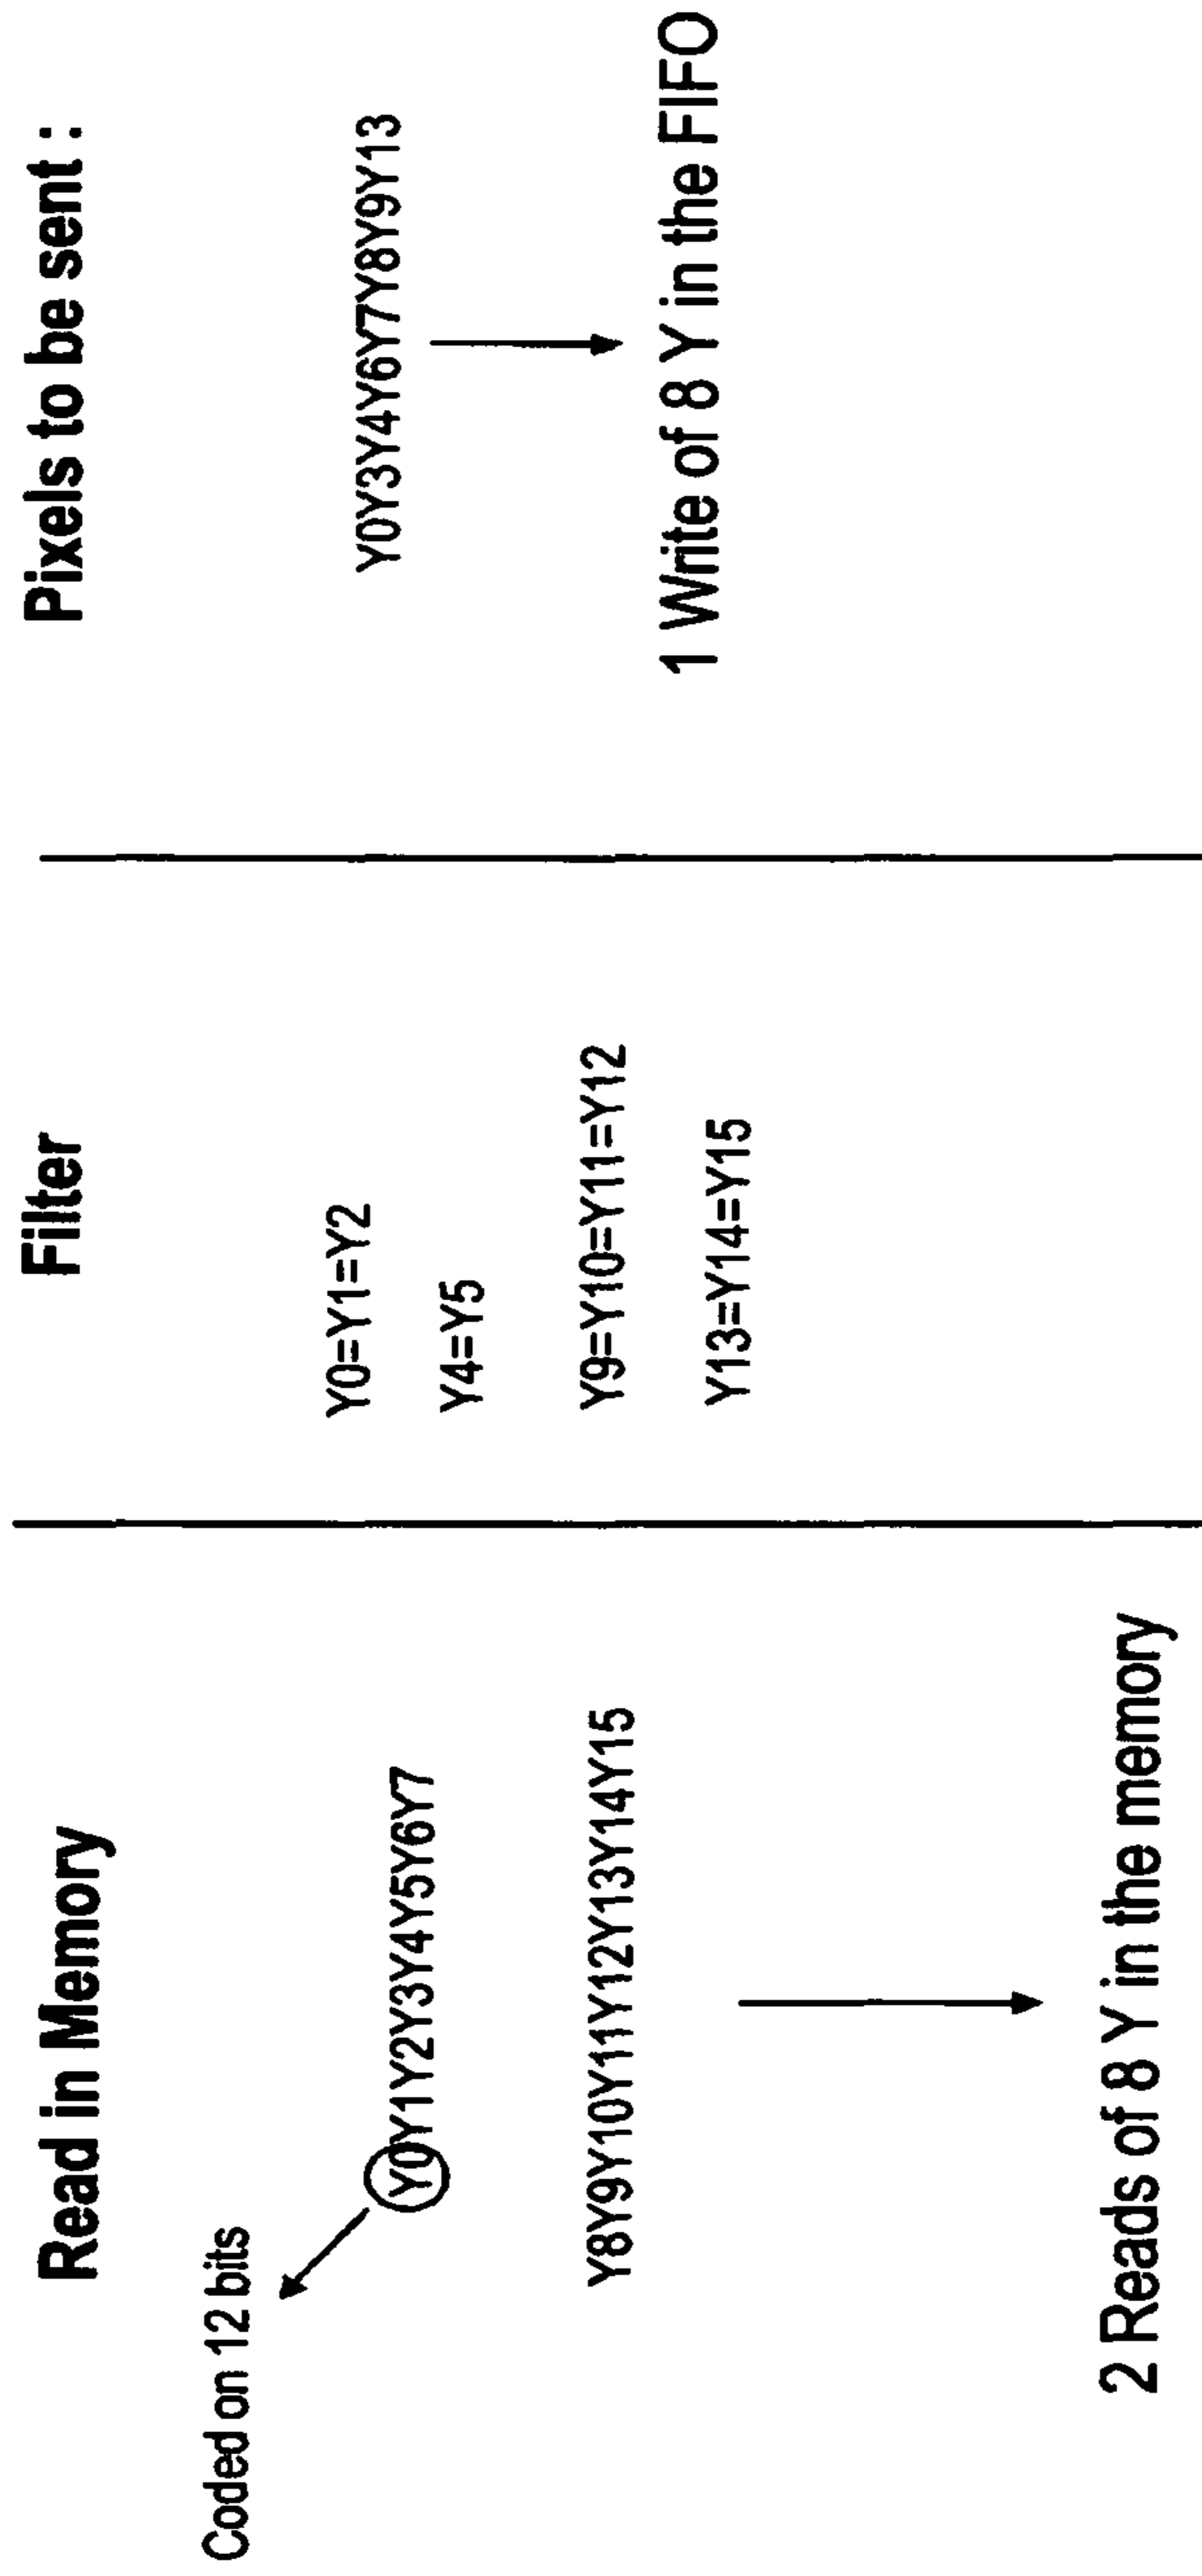 Read in Memory
Coded on 12 bits
Y0Y1Y2Y3Y4Y5Y6Y7
Y8Y9Y10Y11Y12Y13Y14Y15
2 Reads of 8 Y in the memory
Filter
Y0=Y1=Y2
Y4=Y5
Y9=Y10=Y11=Y12
Y13=Y14=Y15
Pixels to be sent :
Y0Y3Y4Y6Y7Y8Y9Y13
1 Write of 8 Y in the FIFO